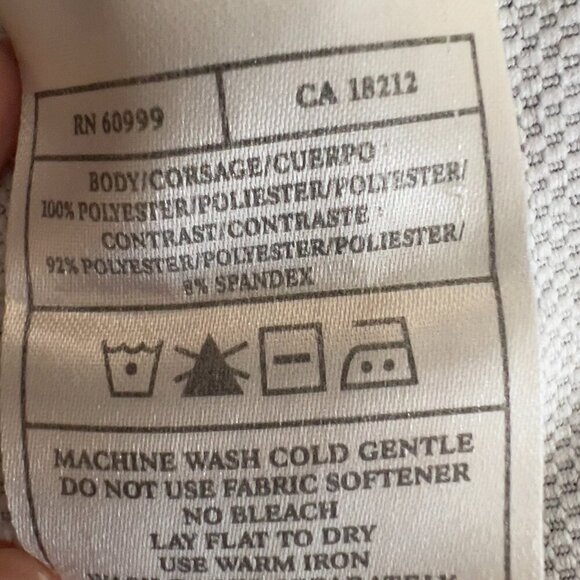 RN 60999
CA 18212
BODY/CORSAGE/CUERPO
100% POLYESTER/POLIESTER/POLYESTER/
CONTRAST/CONTRASTE
92% POLYESTER/POLYESTER/POLIESTER/
8% SPANDEX
MACHINE WASH COLD GENTLE
DO NOT USE FABRIC SOFTENER
NO BLEACH
LAY FLAT TO DRY
USE WARM IRON